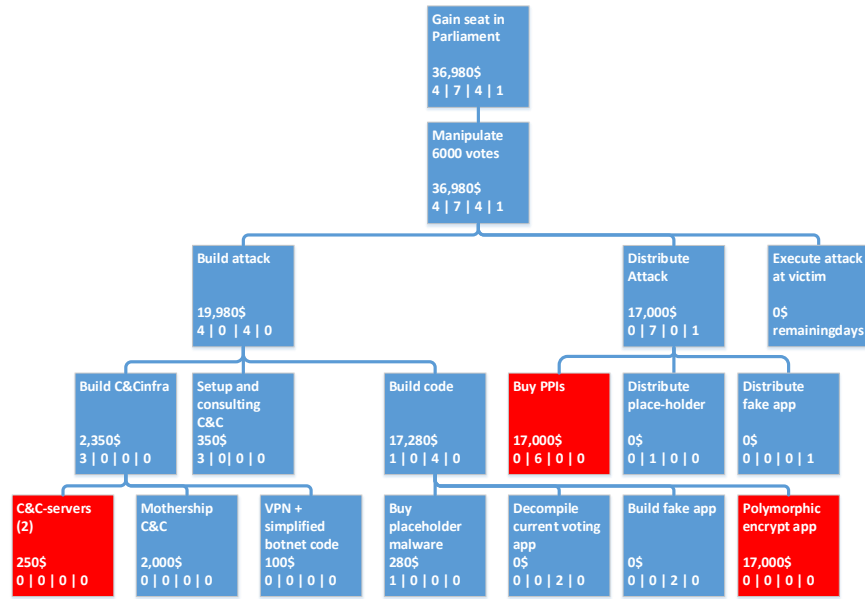 Gain seat in
Parliament
36,980$
4 | 7 | 4 | 1
Manipulate
6000 votes
36,980$
4 | 7 | 4 | 1
Build attack
19,980$
4 | 0 | 4 | 0
Distribute
Attack
17,000$
0 | 7 | 0 | 1
Execute attack
at victim
0$
remainingdays
Build C&Cinfra
2,350$
3 | 0 | 0 | 0
Setup and
consulting
C&C
350$
3 | 0 | 0 | 0
Build code
17,280$
1 | 0 | 4 | 0
Buy PPIs
17,000$
0 | 6 | 0 | 0
Distribute
place-holder
0$
0 | 1 | 0 | 0
Distribute
fake app
0$
0 | 0 | 0 | 1
C&C-servers
(2)
250$
0 | 0 | 0 | 0
Mothership
C&C
2,000$
0 | 0 | 0 | 0
VPN +
simplified
botnet code
100$
0 | 0 | 0 | 0
Buy
placeholder
malware
280$
1 | 0 | 0 | 0
Decompile
current voting
app
0$
0 | 0 | 2 | 0
Build fake app
0$
0 | 0 | 2 | 0
Polymorphic
encrypt app
17,000$
0 | 0 | 0 | 0